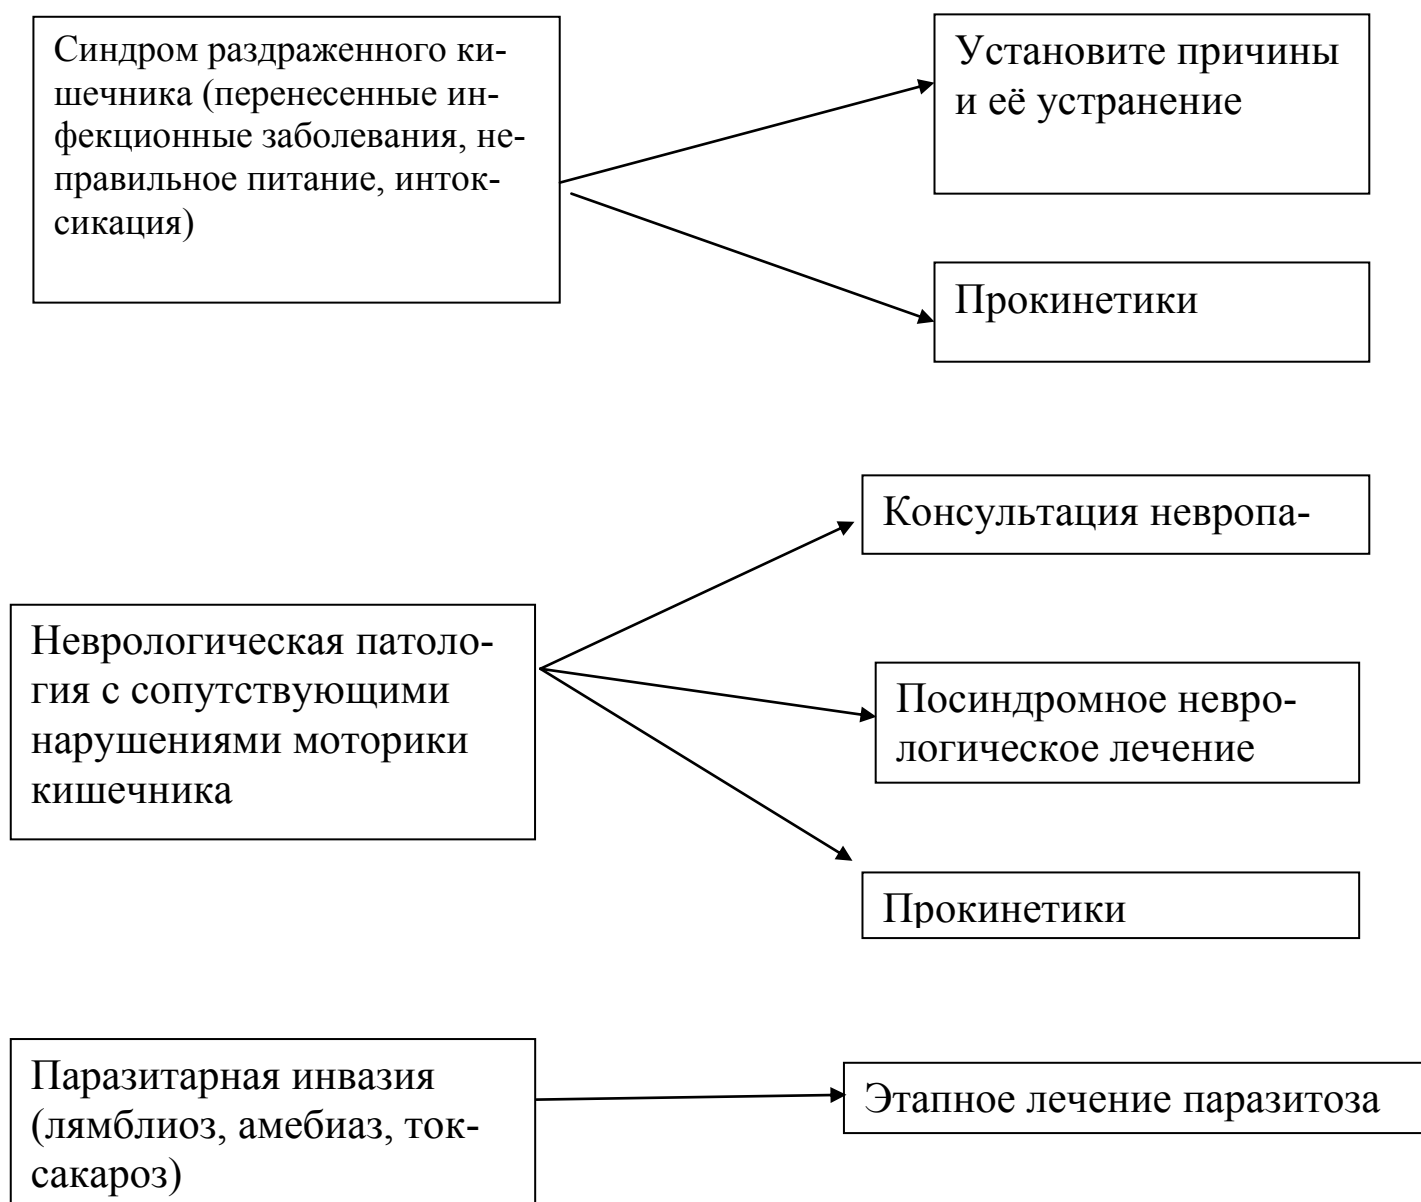 Синдром раздраженного ки-
шечника (перенесенные ин-
фекционные заболевания, не-
правильное питание, инток-
сикация)
Установите причины
и её устранение
Прокинетики
Неврологическая патоло-
гия с сопутствующими
нарушениями моторики
кишечника
Консультация невропа-
Посиндромное невро-
логическое лечение
Прокинетики
Паразитарная инвазия
(лямблиоз, амебиаз, ток-
сакароз)
Этапное лечение паразитоза